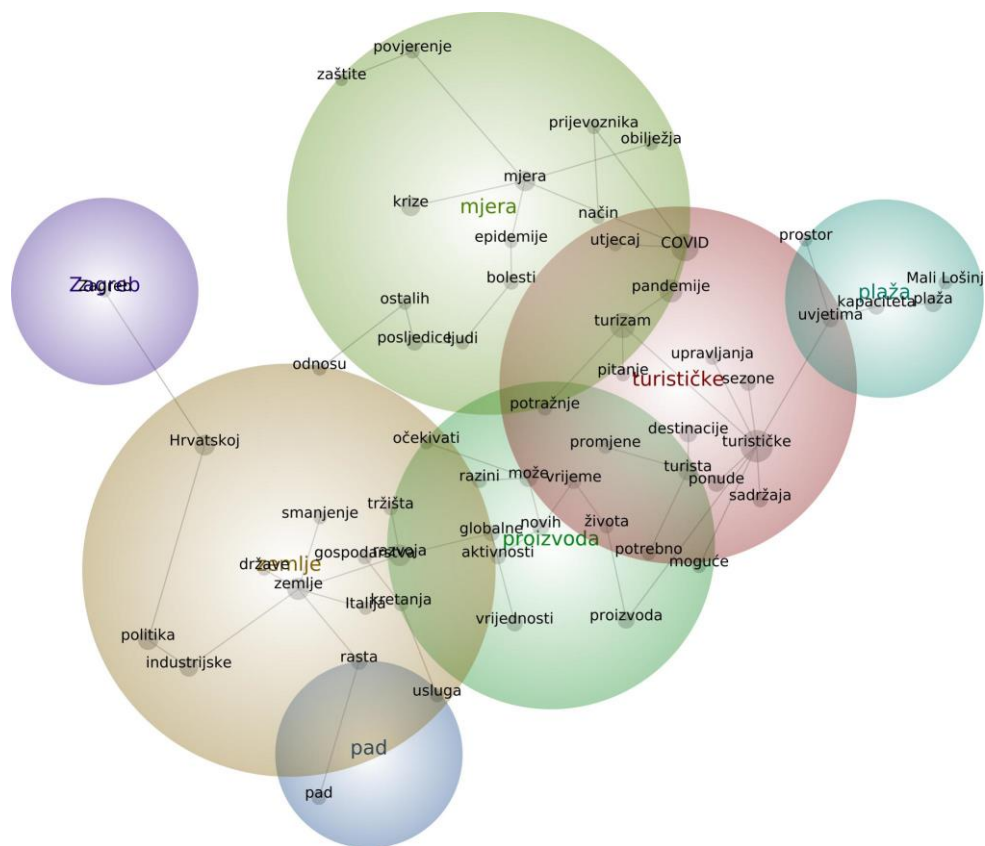 povjerenje
zaštite
prijevoznika
obilježja
mjera
krize
mjera
način
prostor
epidemije
utjecaj
COVID
bolesti
Mali Lošinj
Zagreb
zagreb
pandemije
plaža
ostalih
kapaciteta
plaža
turizam
uvjetima
posljedice
ljudi
upravljanja
odnosu
pitanje
turističke
sezone
potražnje
destinacije
Hrvatskoj
očekivati
promjene
turističke
turista
razini
može
vrijeme
ponude
sadržaja
tržišta
smanjenje
globalne
novih
života
proizvoda
gospodarstva
razvoja
aktivnosti
potrebno
moguće
države
zemlje
zemlje
Italija
kretanja
vrijednosti
proizvoda
politika
industrijske
rasta
usluga
pad
pad